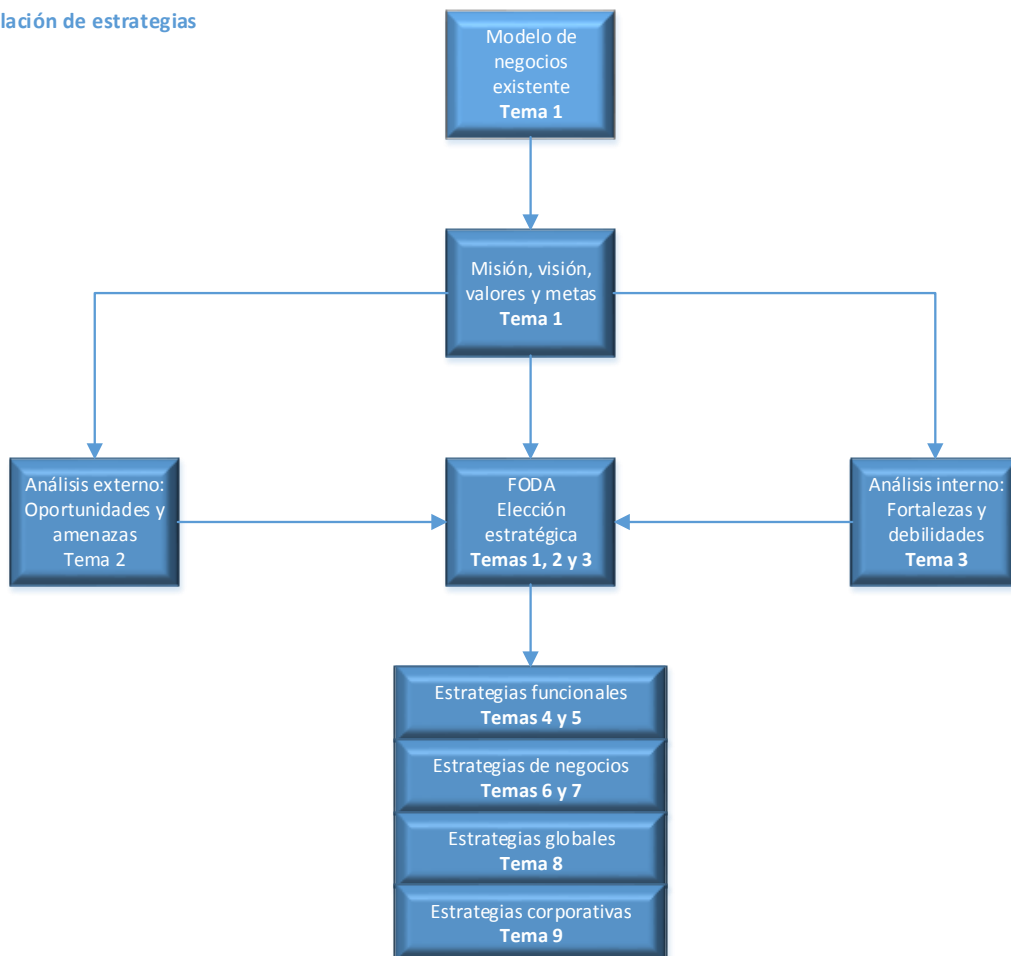 lación de estrategias
Modelo de
negocios
existente
Tema 1
Misión, visión,
valores y metas
Tema 1
Análisis externo:
Oportunidades y
amenazas
Tema 2
FODA
Elección
estratégica
Temas 1, 2 y 3
Análisis interno:
Fortalezas y
debilidades
Tema 3
Estrategias funcionales
Temas 4 y 5
Estrategias de negocios
Temas 6 y 7
Estrategias globales
Tema 8
Estrategias corporativas
Tema 9